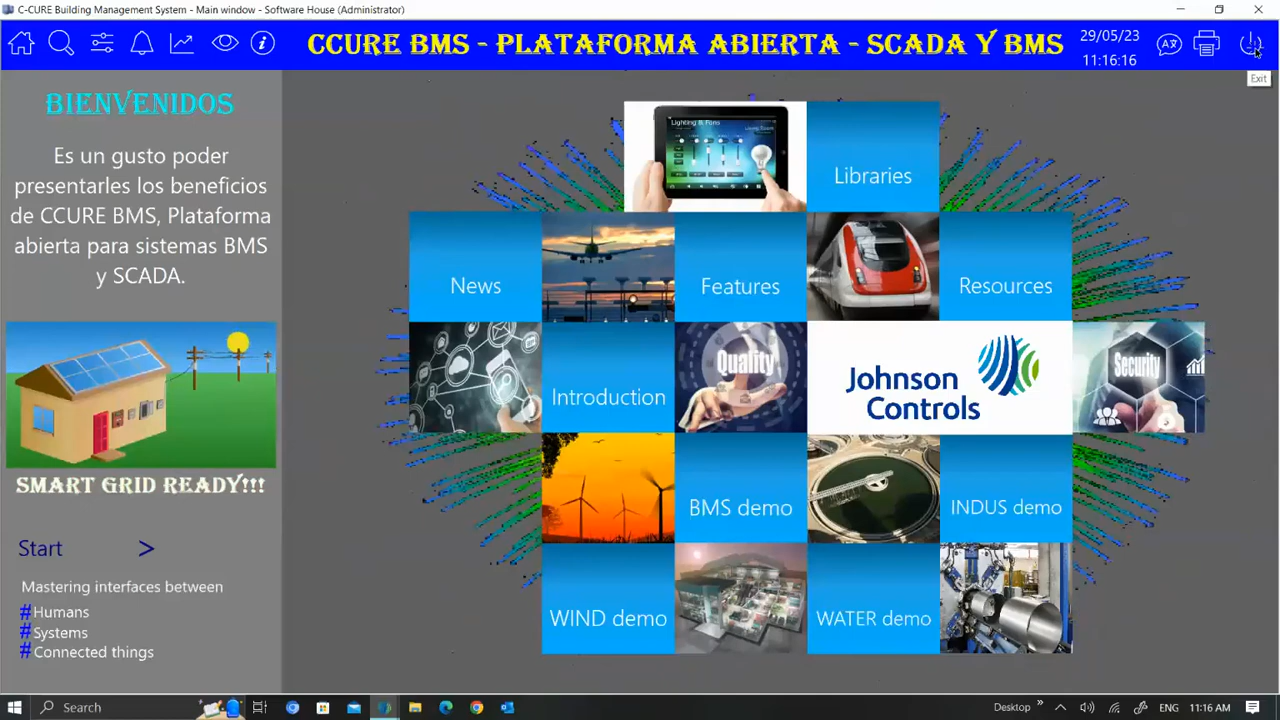 C-CURE Building Management System - Main window - Software House (Administrator)
CCURE BMS - PLATAFORMA ABIERTA - SCADA Y BMS
29/05/23
11:16:16
Exit
BIENVENIDOS
Es un gusto poder
presentarles los beneficios
de CCURE BMS, Plataforma
abierta para sistemas BMS
y SCADA.
SMART GRID READY!!!
Start >
Mastering interfaces between
#Humans
#Systems
#Connected things
Lighting & Fans
Libraries
News
Features
Resources
Introduction
Quality
Johnson
Controls
Security
BMS demo
INDUS demo
WIND demo
WATER demo
Search
Desktop
ENG
11:16 AM